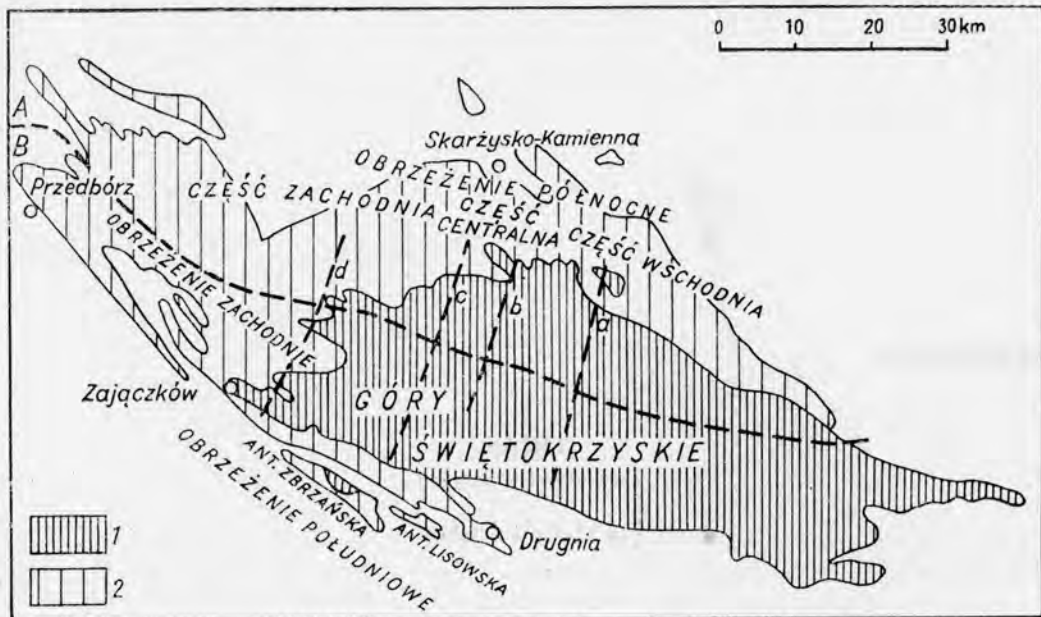 0 10 20 30 km
A
B
Skarżysko-Kamienna
OBRZEŻENIE PÓŁNOCNE
Przedbórz
CZĘŚĆ ZACHODNIA
CZĘŚĆ
CENTRALNA
CZĘŚĆ WSCHODNIA
OBRZEŻENIE ZACHODNIE
d
c
b
a
Zajączków
GÓRY
ŚWIĘTOKRZYSKIE
ANT. ZBRZAŃSKA
ANT. LISOWSKA
OBRZEŻENIE POŁUDNIOWE
Drugnia
1
2